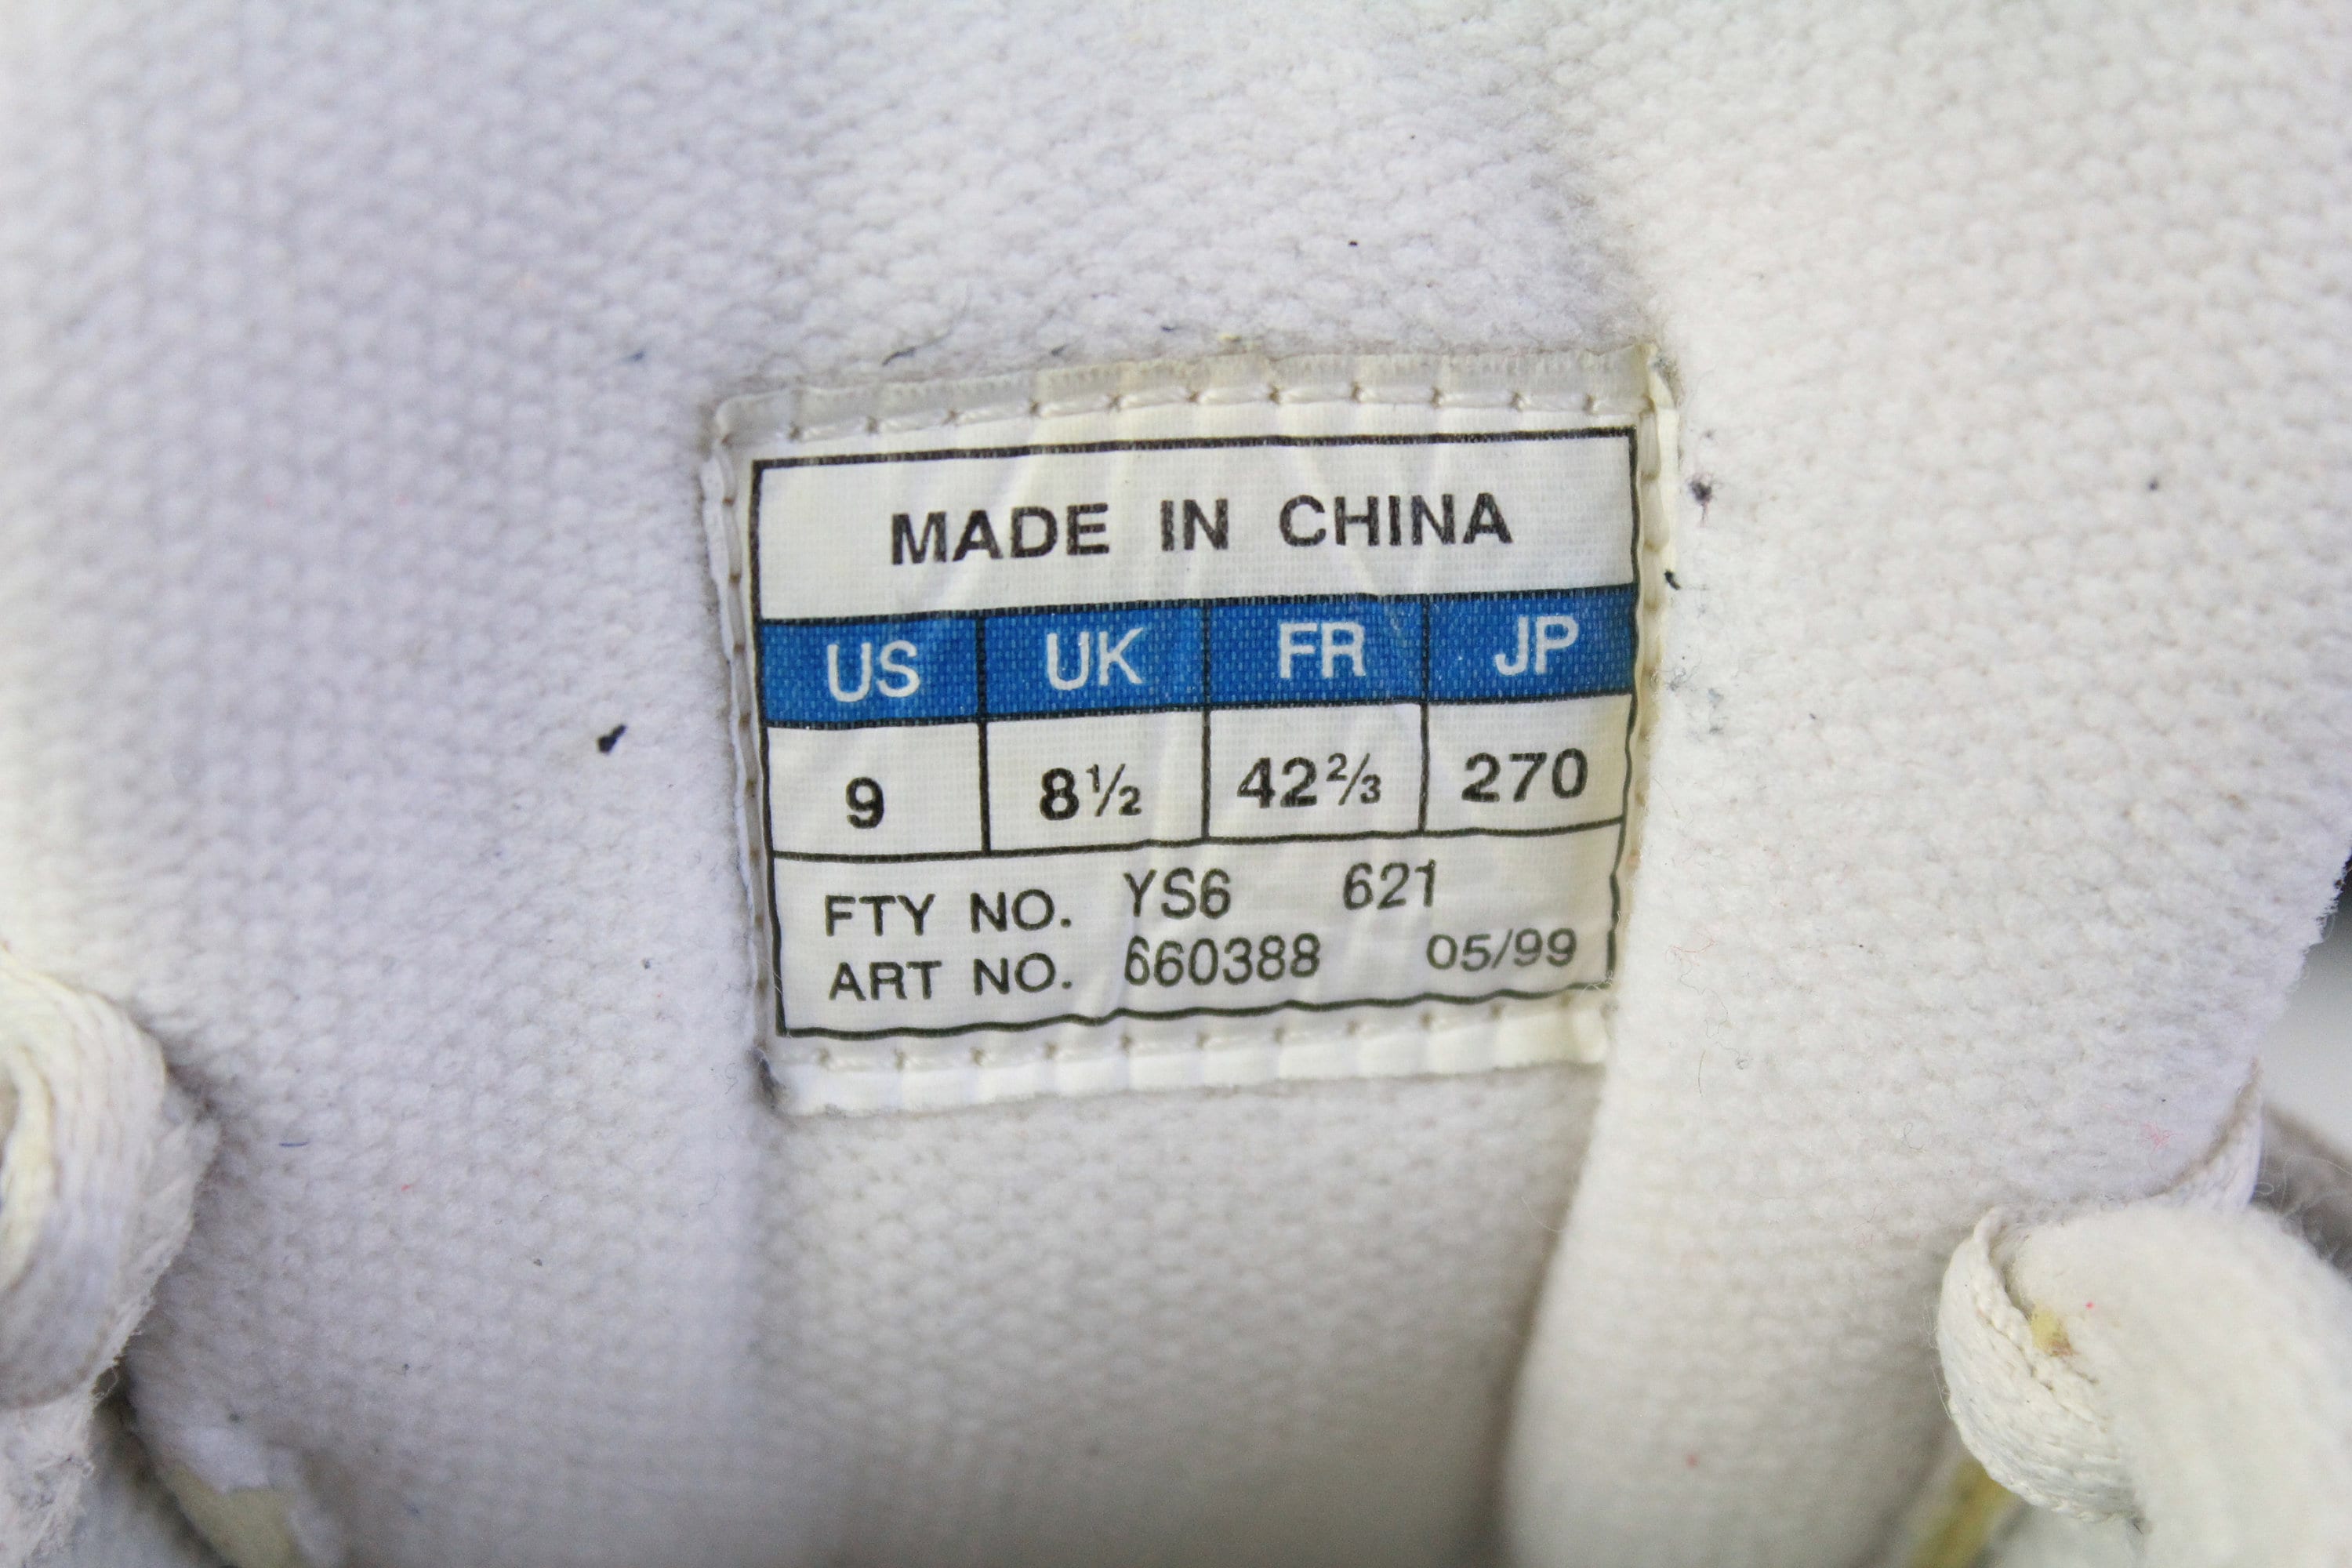 MADE IN CHINA
US UK FR JP
9 8½ 42⅔ 270
FTY NO. YS6 621
ART NO. 660388 05/99